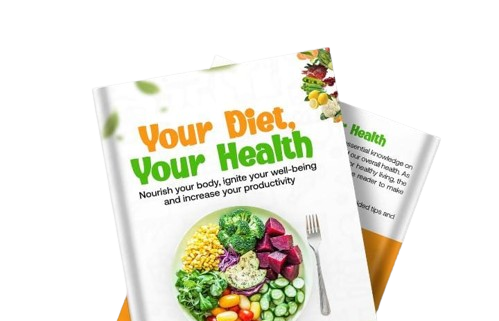 Your Diet,
Your Health
Nourish your body, ignite your well-being
and increase your productivity
Health
essential knowledge on
our overall health. As
healthy living, the
reader to make
tips and